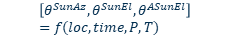 [θ^SunAz, θ^SunEl, θ^ASunEl]
= f(loc, time, P, T)